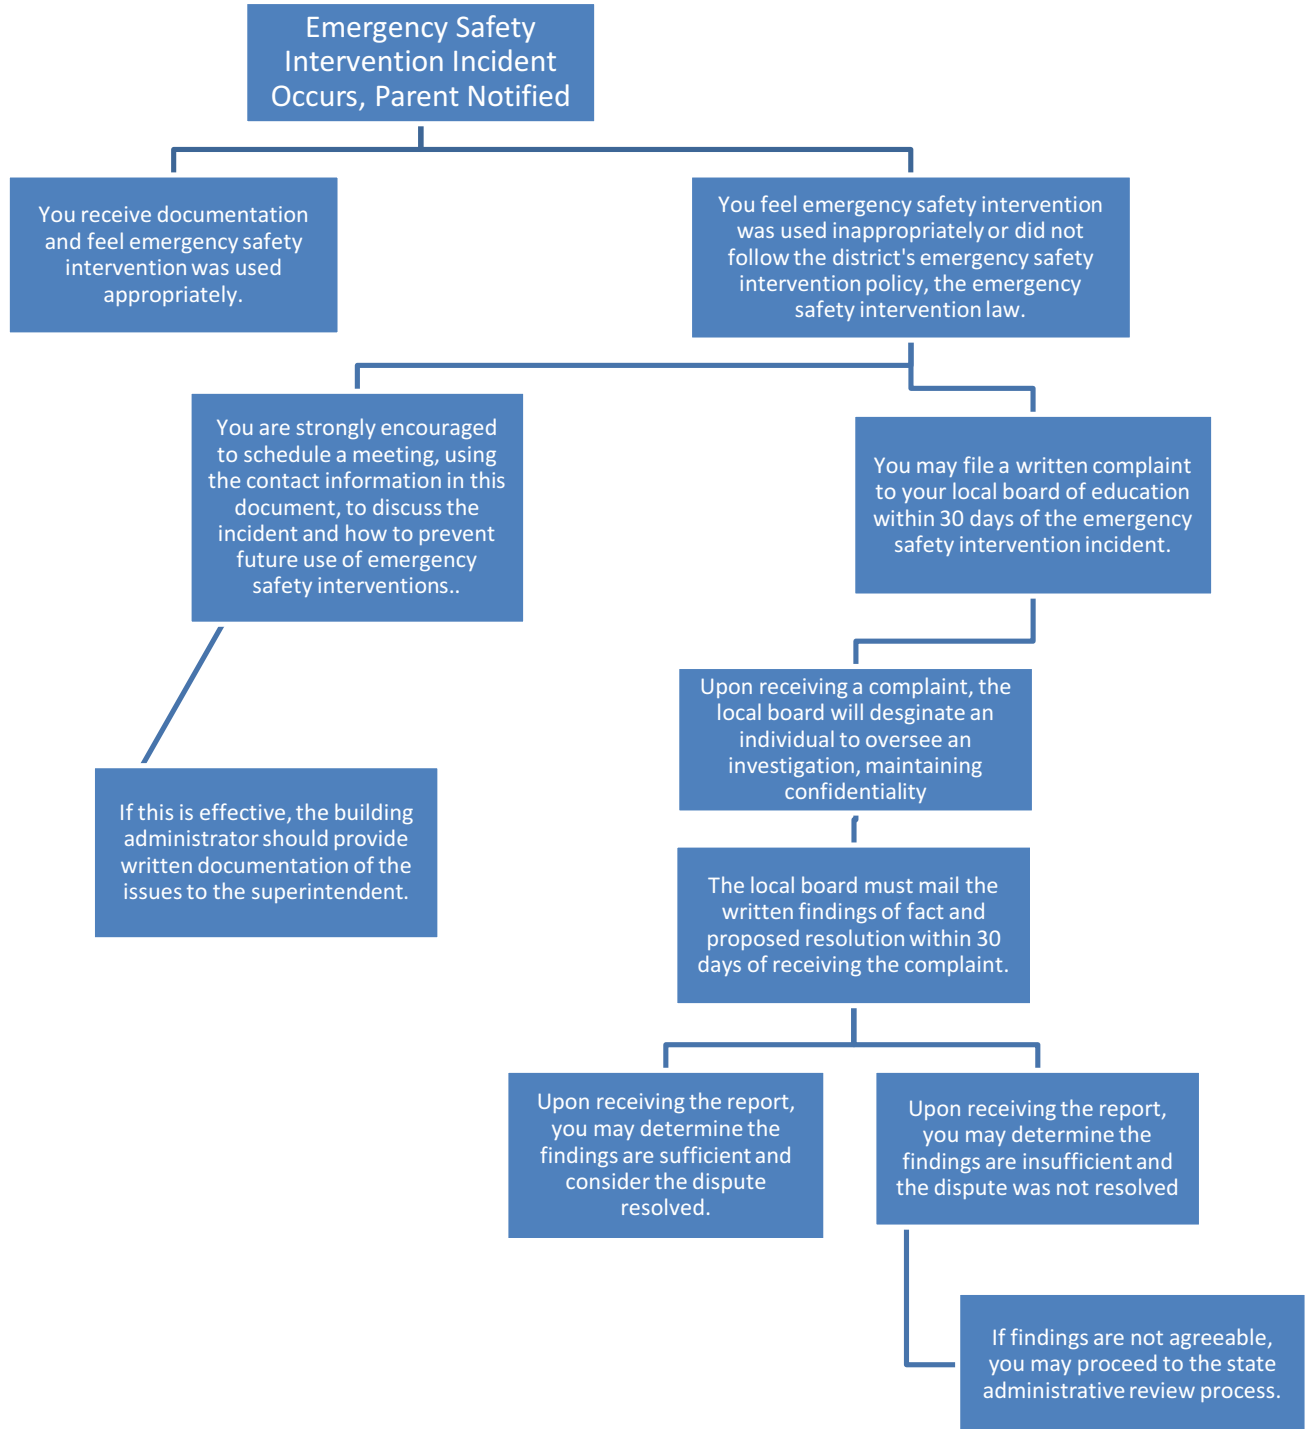 Emergency Safety
Intervention Incident
Occurs, Parent Notified
You receive documentation
and feel emergency safety
intervention was used
appropriately.
You feel emergency safety intervention
was used inappropriately or did not
follow the district's emergency safety
intervention policy, the emergency
safety intervention law.
You are strongly encouraged
to schedule a meeting, using
the contact information in this
document, to discuss the
incident and how to prevent
future use of emergency
safety interventions..
You may file a written complaint
to your local board of education
within 30 days of the emergency
safety intervention incident.
Upon receiving a complaint, the
local board will desginate an
individual to oversee an
investigation, maintaining
confidentiality
If this is effective, the building
administrator should provide
written documentation of the
issues to the superintendent.
The local board must mail the
written findings of fact and
proposed resolution within 30
days of receiving the complaint.
Upon receiving the report,
you may determine the
findings are sufficient and
consider the dispute
resolved.
Upon receiving the report,
you may determine the
findings are insufficient and
the dispute was not resolved
If findings are not agreeable,
you may proceed to the state
administrative review process.